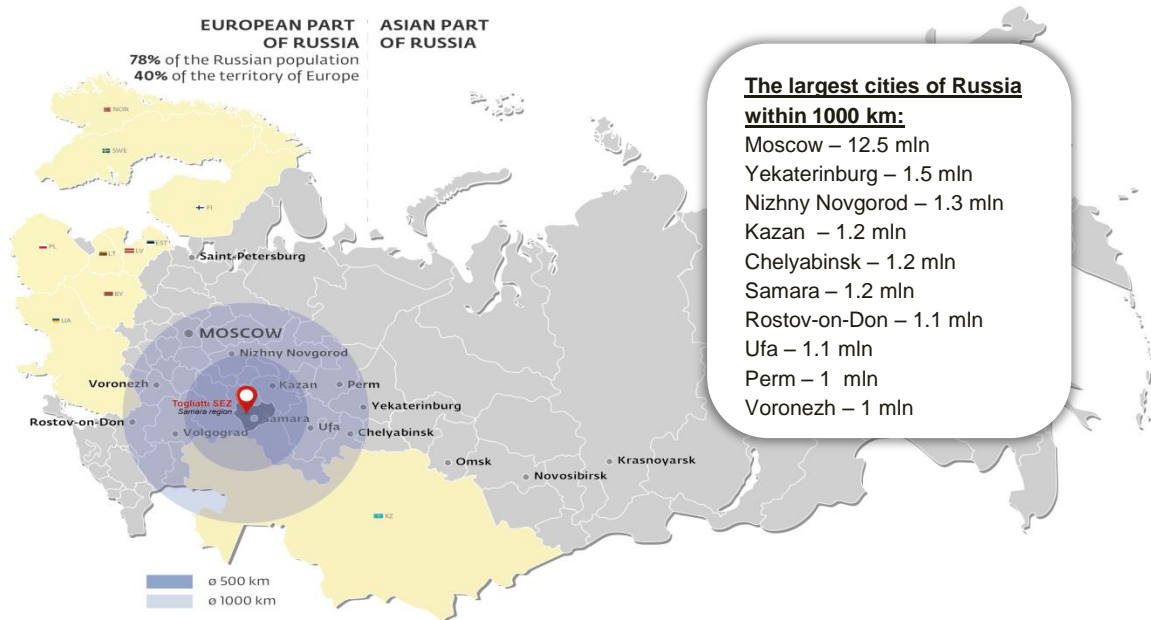 EUROPEAN PART
OF RUSSIA
78% of the Russian population
40% of the territory of Europe
ASIAN PART
OF RUSSIA
The largest cities of Russia
within 1000 km:
Moscow – 12.5 mln
Yekaterinburg – 1.5 mln
Nizhny Novgorod – 1.3 mln
Kazan – 1.2 mln
Chelyabinsk – 1.2 mln
Samara – 1.2 mln
Rostov-on-Don – 1.1 mln
Ufa – 1.1 mln
Perm – 1 mln
Voronezh – 1 mln
NOR
SWE
FI
PL
LT
LV
EST
BY
UA
Saint-Petersburg
MOSCOW
Nizhny Novgorod
Voronezh
Kazan
Perm
Togliatti SEZ
Samara region
Yekaterinburg
Rostov-on-Don
Samara
Volgograd
Ufa
Chelyabinsk
Omsk
Krasnoyarsk
Novosibirsk
KZ
ø 500 km
ø 1000 km